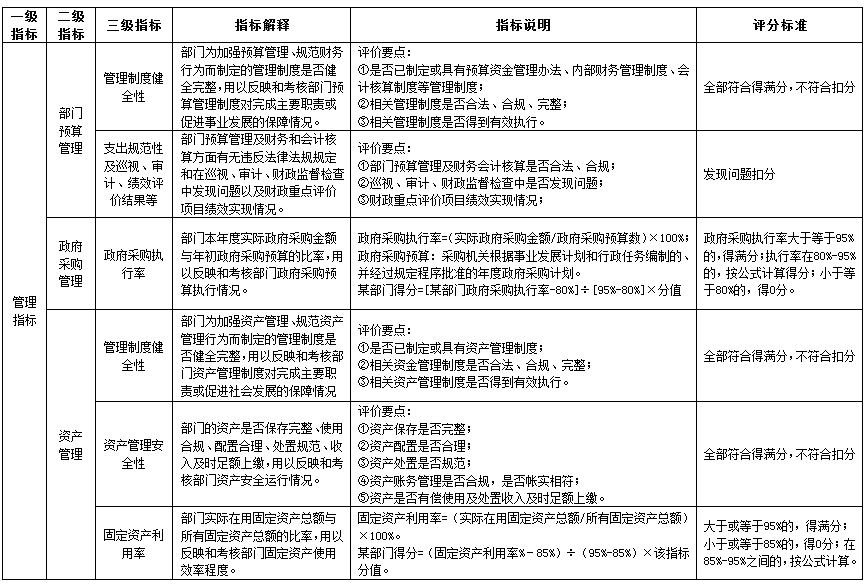 一级
指标
二级
指标
三级指标
指标解释
指标说明
评分标准
管理
指标
部门
预算
管理
管理制度健
全性
部门为加强预算管理、规范财务
行为而制定的管理制度是否健
全完整,用以反映和考核部门预
算管理制度对完成主要职责或
促进事业发展的保障情况。
评价要点：
①是否已制定或具有预算资金管理办法、内部财务管理制度、会
计核算制度等管理制度；
②相关管理制度是否合法、合规、完整；
③相关管理制度是否得到有效执行。
全部符合得满分,不符合扣分
支出规范性
及巡视、审
计、绩效评
价结果等
部门预算管理及财务和会计核
算方面有无违反法律法规规定
和在巡视、审计、财政监督检查
中发现问题以及财政重点评价
项目绩效实现情况。
评价要点：
①部门预算管理及财务会计核算是否合法、合规；
②巡视、审计、财政监督检查中是否发现问题；
③财政重点评价项目绩效实现情况；
发现问题扣分
政府
采购
管理
政府采购执
行率
部门本年度实际政府采购金额
与年初政府采购预算的比率,用
以反映和考核部门政府采购预
算执行情况。
政府采购执行率=(实际政府采购金额/政府采购预算数)×100%;
政府采购预算：采购机关根据事业发展计划和行政任务编制的、
并经过规定程序批准的年度政府采购计划。
某部门得分=[某部门政府采购执行率-80%]÷[95%-80%]×分值
政府采购执行率大于等于95%
的,得满分;执行率在80%-95%
的,按公式计算得分;小于等
于80%的,得0分。
资产
管理
管理制度健
全性
部门为加强资产管理、规范资产
管理行为而制定的管理制度是
否健全完整,用以反映和考核部
门资产管理制度对完成主要职
责或促进社会发展的保障情况
评价要点：
①是否已制定或具有资产管理制度；
②相关资金管理制度是否合法、合规、完整；
③相关资产管理制度是否得到有效执行。
全部符合得满分,不符合扣分
资产管理安
全性
部门的资产是否保存完整、使用
合规、配置合理、处置规范、收
入及时足额上缴,用以反映和考
核部门资产安全运行情况。
评价要点：
①资产保存是否完整；
②资产配置是否合理；
③资产处置是否规范；
④资产账务管理是否合规，是否帐实相符；
⑤资产是否有偿使用及处置收入及时足额上缴。
全部符合得满分,不符合扣分
固定资产利
用率
部门实际在用固定资产总额与
所有固定资产总额的比率,用以
反映和考核部门固定资产使用
效率程度。
固定资产利用率=（实际在用固定资产总额/所有固定资产总额）
×100%。
某部门得分=（固定资产利用率%－85%）÷（95%-85%）×该指标
分值。
大于或等于95%的，得满分；
小于或等于85%的，得0分；在
85%-95%之间的,按公式计算。